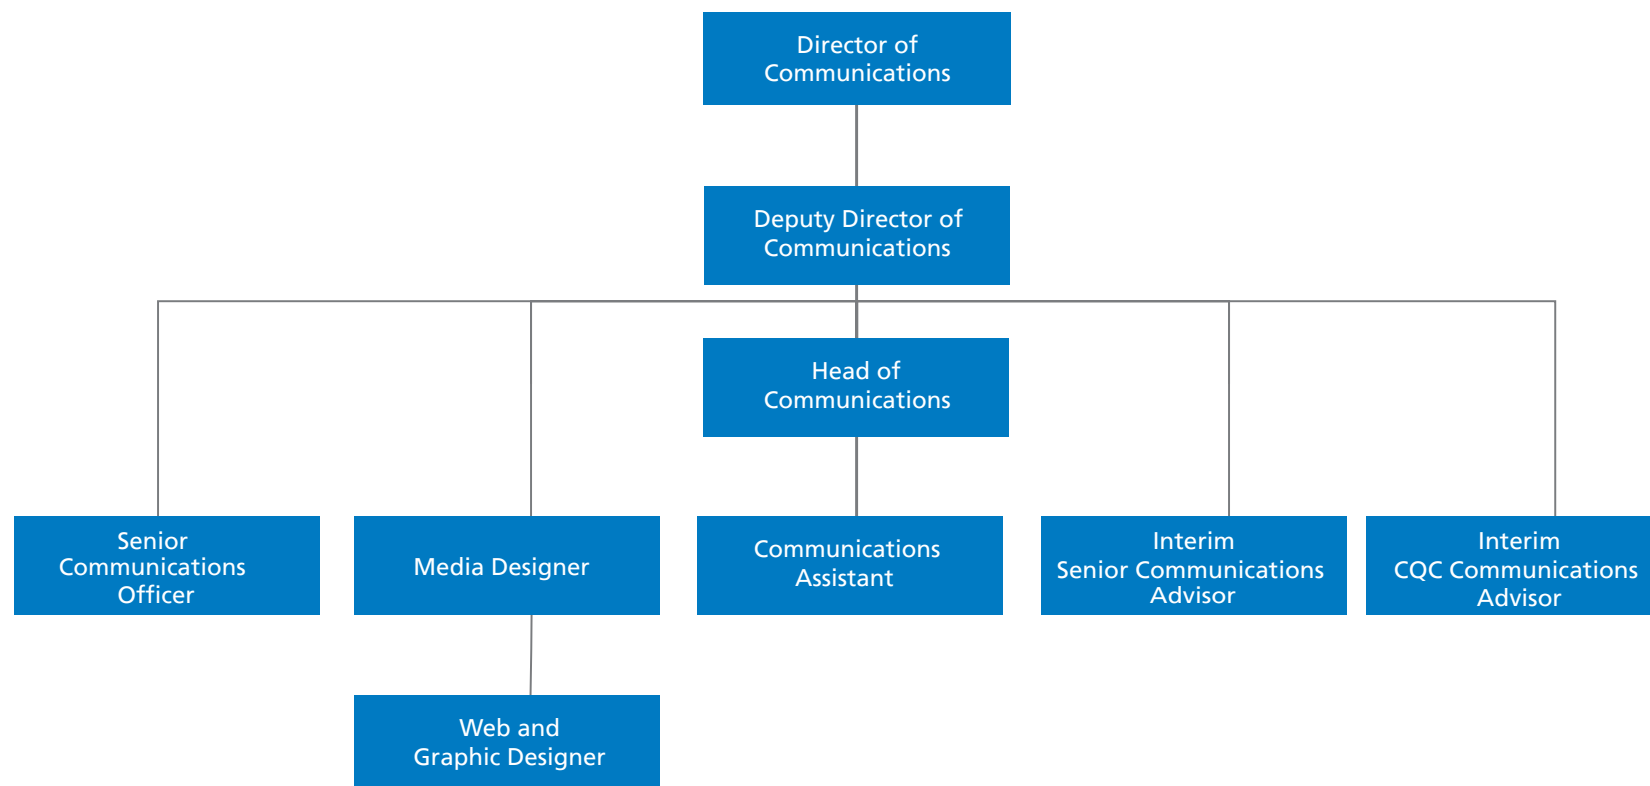 Director of
Communications
Deputy Director of
Communications
Head of
Communications
Senior
Communications
Officer
Media Designer
Communications
Assistant
Interim
Senior Communications
Advisor
Interim
CQC Communications
Advisor
Web and
Graphic Designer